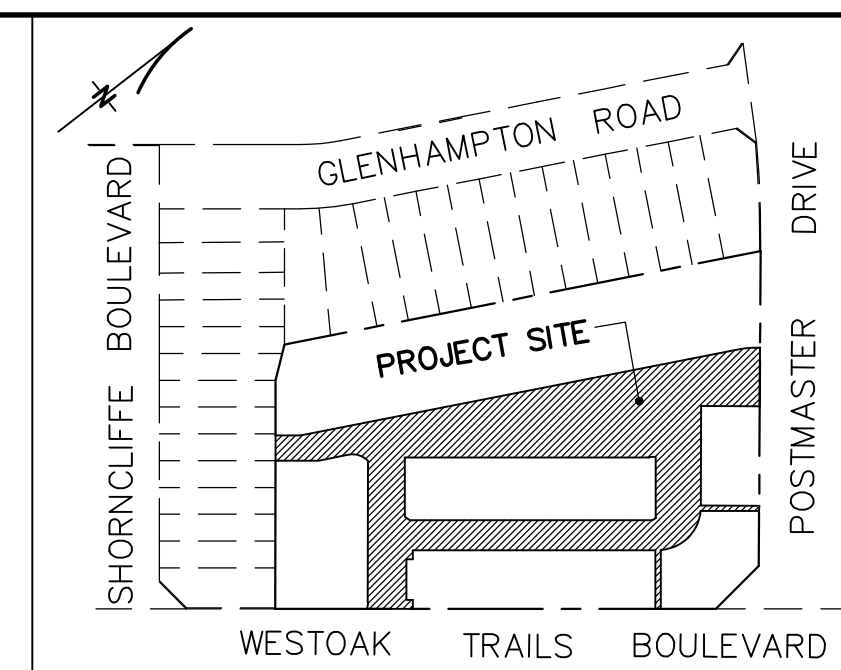 N
GLENHAMPTON ROAD
SHORNCLIFFE BOULEVARD
POSTMASTER DRIVE
PROJECT SITE
WESTOAK TRAILS BOULEVARD